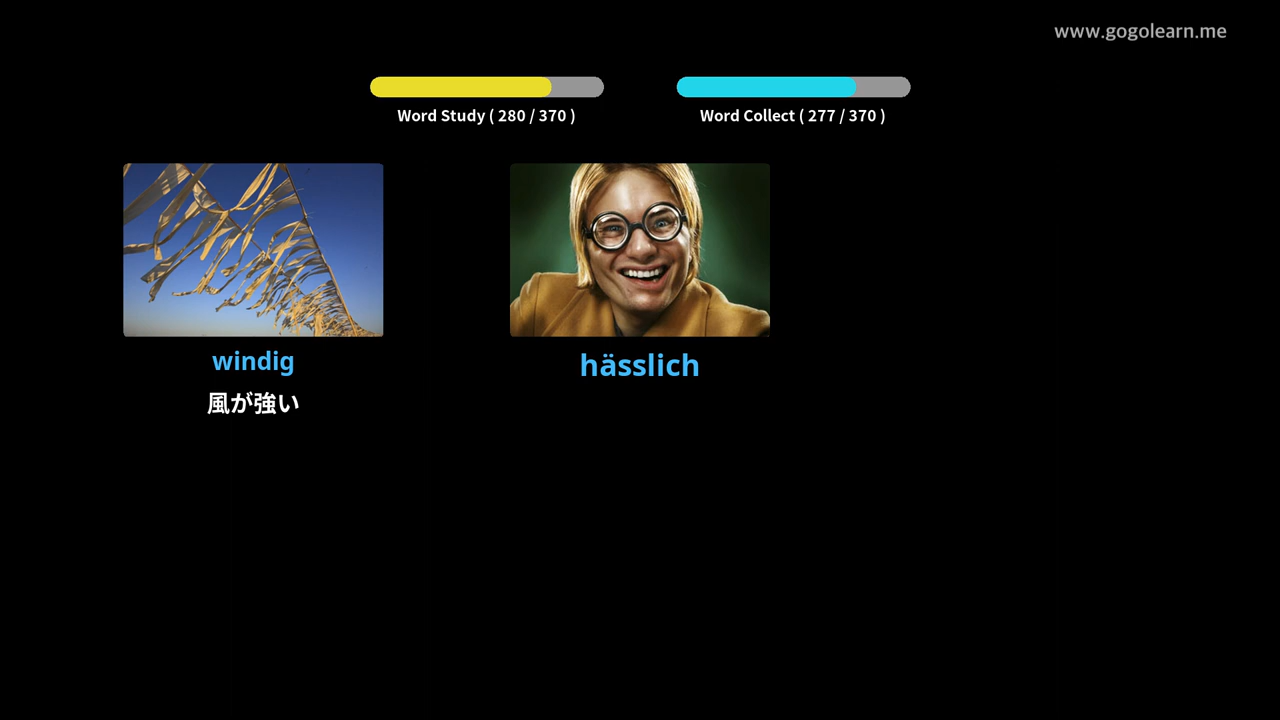 www.gogolearn.me
Word Study ( 280 / 370 )
Word Collect ( 277 / 370 )
windig
風が強い
hässlich